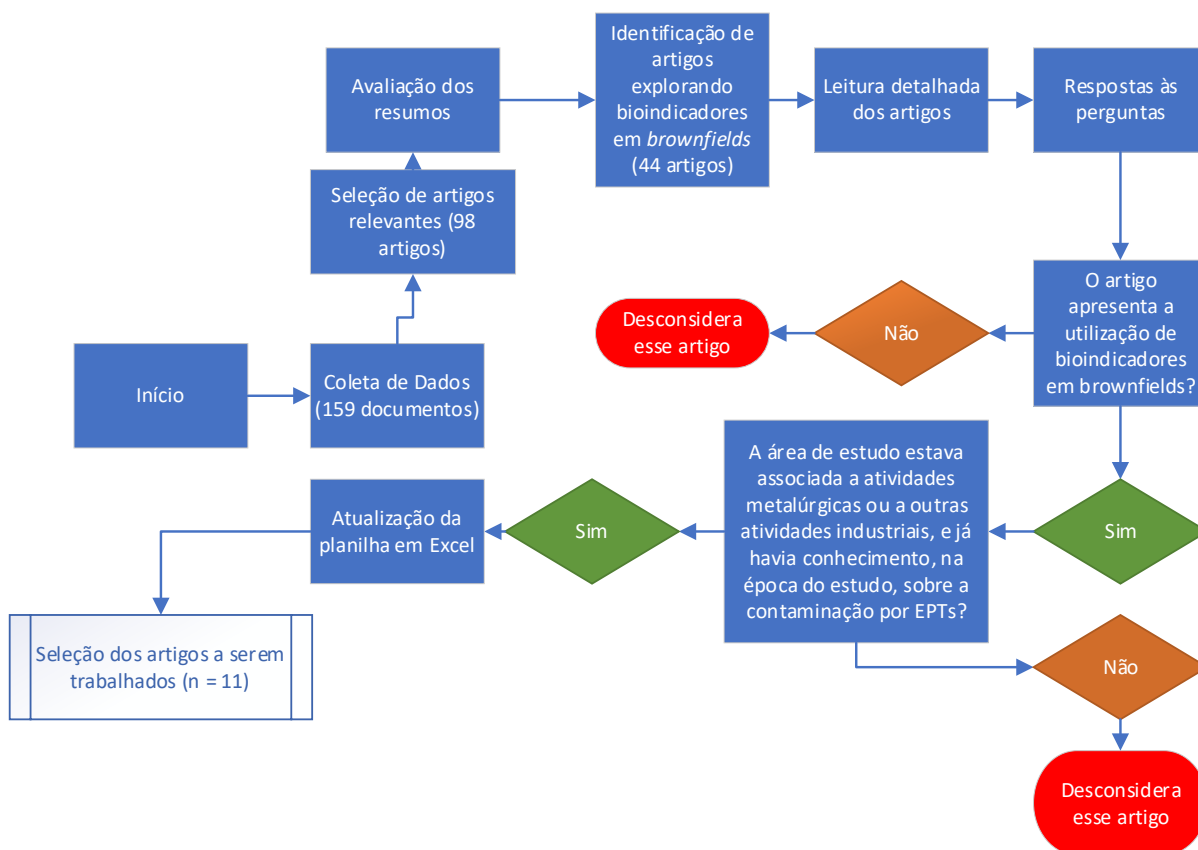 Início
Coleta de Dados
(159 documentos)
Seleção de artigos
relevantes (98
artigos)
Avaliação dos
resumos
Identificação de
artigos
explorando
bioindicadores
em brownfields
(44 artigos)
Leitura detalhada
dos artigos
Respostas às
perguntas
O artigo
apresenta a
utilização de
bioindicadores
em brownfields?
Não
Desconsidera
esse artigo
Sim
A área de estudo estava
associada a atividades
metalúrgicas ou a outras
atividades industriais, e já
havia conhecimento, na
época do estudo, sobre a
contaminação por EPTs?
Não
Desconsidera
esse artigo
Sim
Atualização da
planilha em Excel
Seleção dos artigos a serem
trabalhados (n = 11)